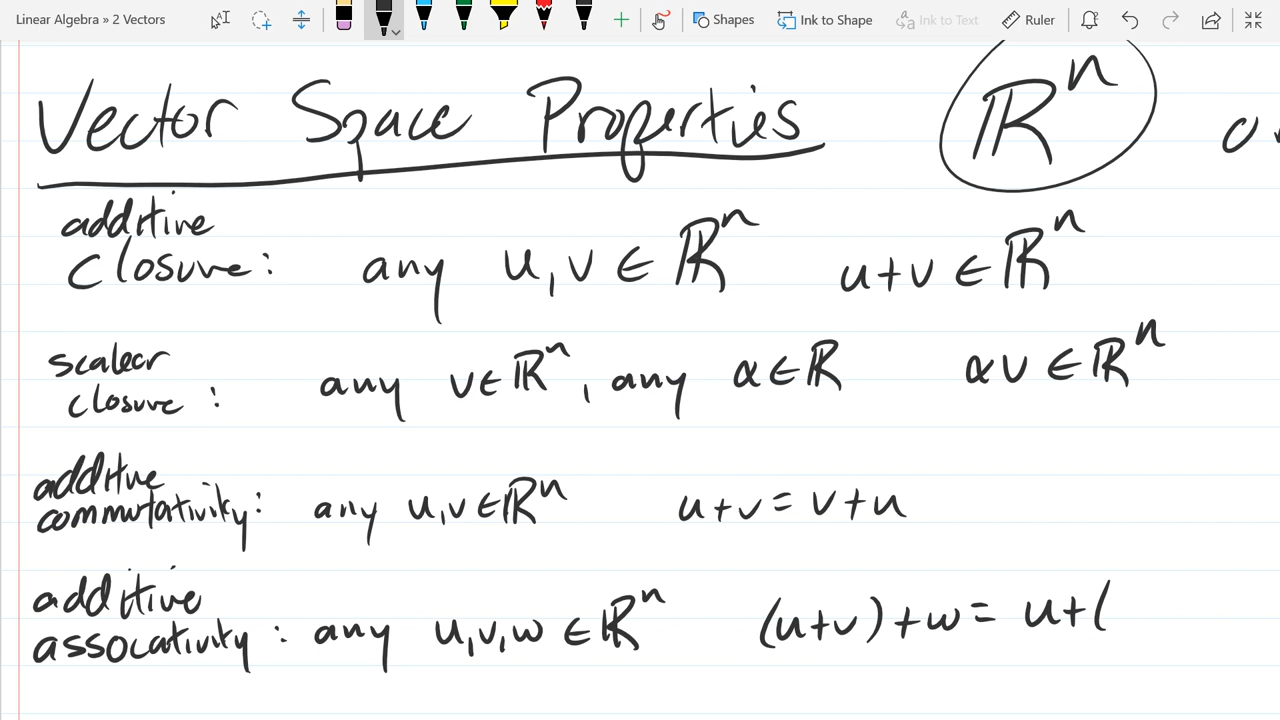 Linear Algebra » 2 Vectors
Shapes Ink to Shape Ink to Text Ruler
Vector Space Properties ℝⁿ
additive
closure: any u, v ∈ ℝⁿ u+v ∈ ℝⁿ
scalar
closure: any v ∈ ℝⁿ, any α ∈ ℝ αv ∈ ℝⁿ
additive
commutativity: any u, v ∈ ℝⁿ u+v = v+u
additive
assocativity: any u, v, w ∈ ℝⁿ (u+v)+w = u+(